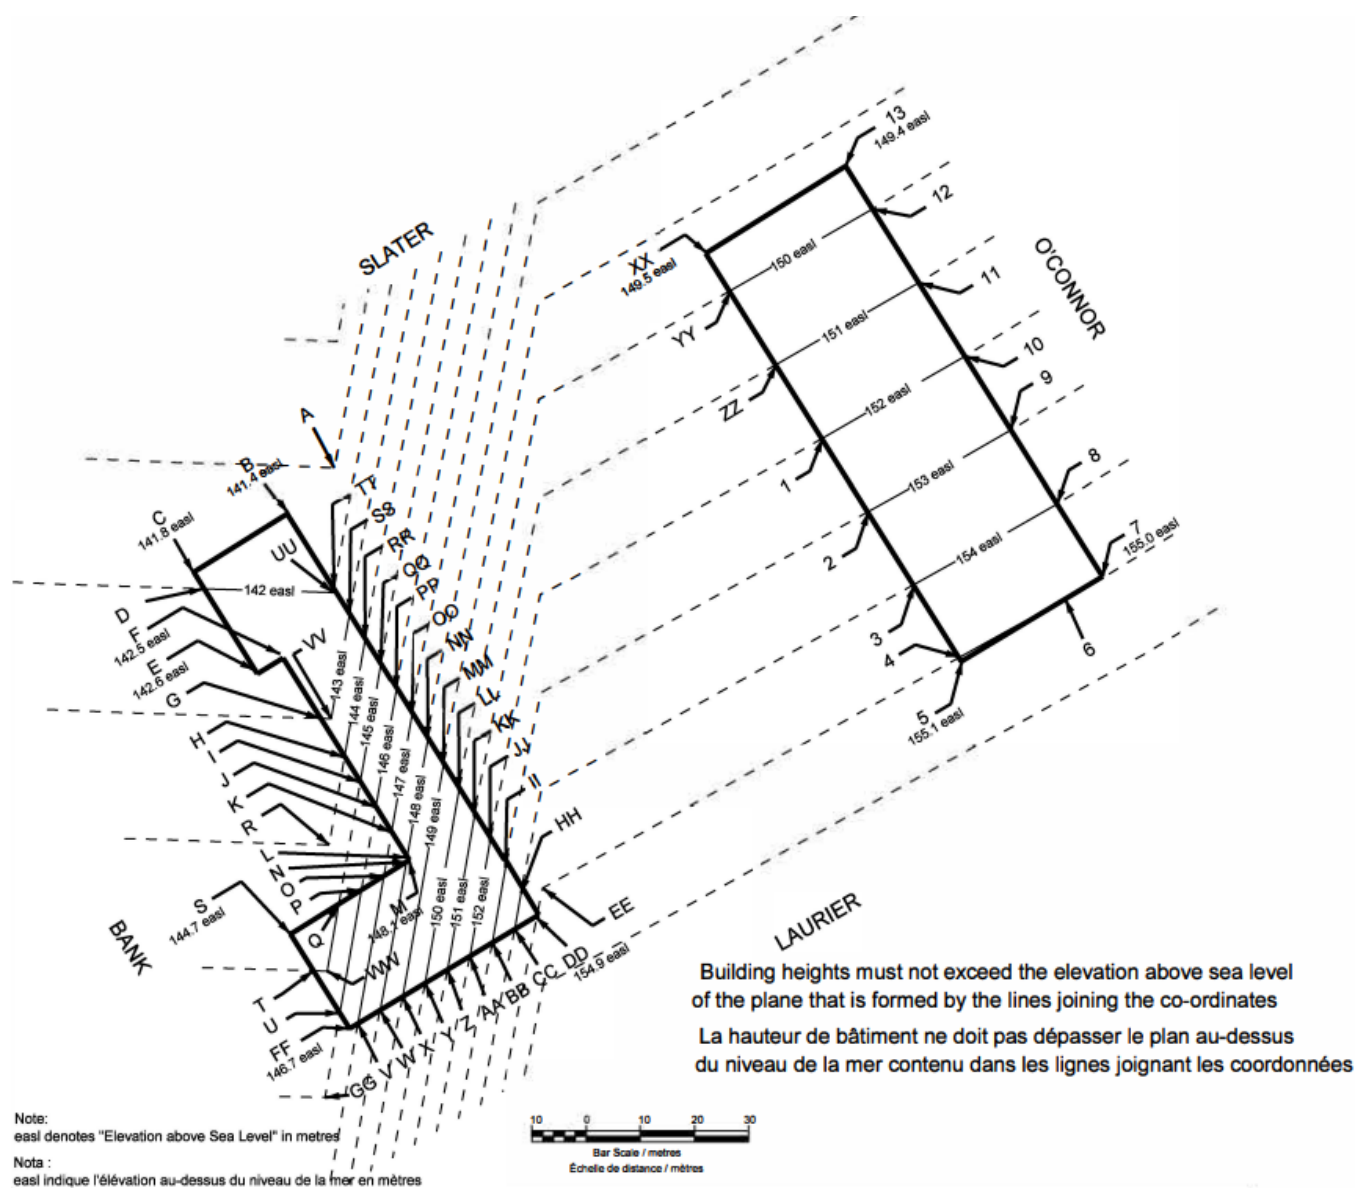 13
149.4 easl
12
SLATER
O'CONNOR
XX
149.5 easl
150 easl
11
YY
151 easl
10
ZZ
9
152 easl
A
B
141.4 easl
8
TT
1
153 easl
C
141.8 easl
SS
7
155.0 easl
RR
UU
2
154 easl
QQ
PP
142 easl
OO
D
F
142.5 easl
3
NN
VV
4
6
E
142.6 easl
MM
143 easl
G
LL
144 easl
5
155.1 easl
145 easl
KK
H
JJ
I
146 easl
II
J
147 easl
K
148 easl
HH
R
149 easl
L
N
O
P
M
148.1 easl
150 easl
151 easl
152 easl
EE
S
144.7 easl
LAURIER
BANK
Q
WW
DD
154.9 easl
CC
BB
AA
Z
Y
X
W
V
GG
T
U
FF
146.7 easl
Building heights must not exceed the elevation above sea level
of the plane that is formed by the lines joining the co-ordinates
La hauteur de bâtiment ne doit pas dépasser le plan au-dessus
du niveau de la mer contenu dans les lignes joignant les coordonnées
Note:
easl denotes "Elevation above Sea Level" in metres
Nota :
easl indique l'élévation au-dessus du niveau de la mer en mètres
10 0 10 20 30
Bar Scale / metres
Échelle de distance / mètres